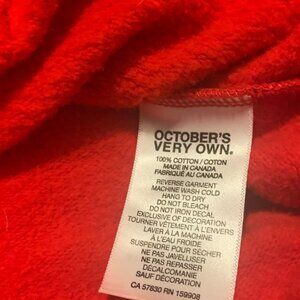 OCTOBER'S
VERY OWN.
100% COTTON / COTON
MADE IN CANADA
FABRIQUÉ AU CANADA
REVERSE GARMENT
MACHINE WASH COLD
HANG TO DRY
DO NOT BLEACH
DO NOT IRON DECAL
EXCLUSIVE OF DECORATION
TOURNER VÊTEMENT À L'ENVERS
LAVER À LA MACHINE
À L'EAU FROIDE
SUSPENDRE POUR SÉCHER
NE PAS JAVELLISER
NE PAS REPASSER
DÉCALCOMANIE
SAUF DÉCORATION
CA 57830 RN 159908